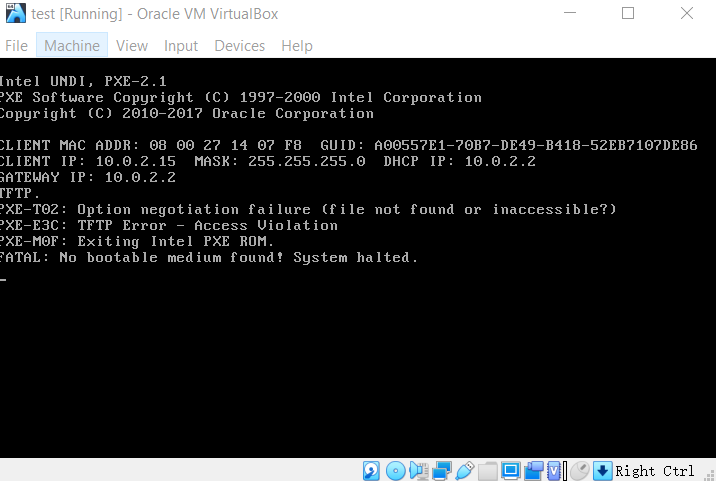 test [Running] - Oracle VM VirtualBox
File Machine View Input Devices Help
Intel UNDI, PXE-2.1
PXE Software Copyright (C) 1997-2000 Intel Corporation
Copyright (C) 2010-2017 Oracle Corporation
CLIENT MAC ADDR: 08 00 27 14 07 F8 GUID: A00557E1-70B7-DE49-B418-52EB7107DE86
CLIENT IP: 10.0.2.15 MASK: 255.255.255.0 DHCP IP: 10.0.2.2
GATEWAY IP: 10.0.2.2
TFTP.
PXE-T02: Option negotiation failure (file not found or inaccessible?)
PXE-E3C: TFTP Error - Access Violation
PXE-M0F: Exiting Intel PXE ROM.
FATAL: No bootable medium found! System halted.
Right Ctrl